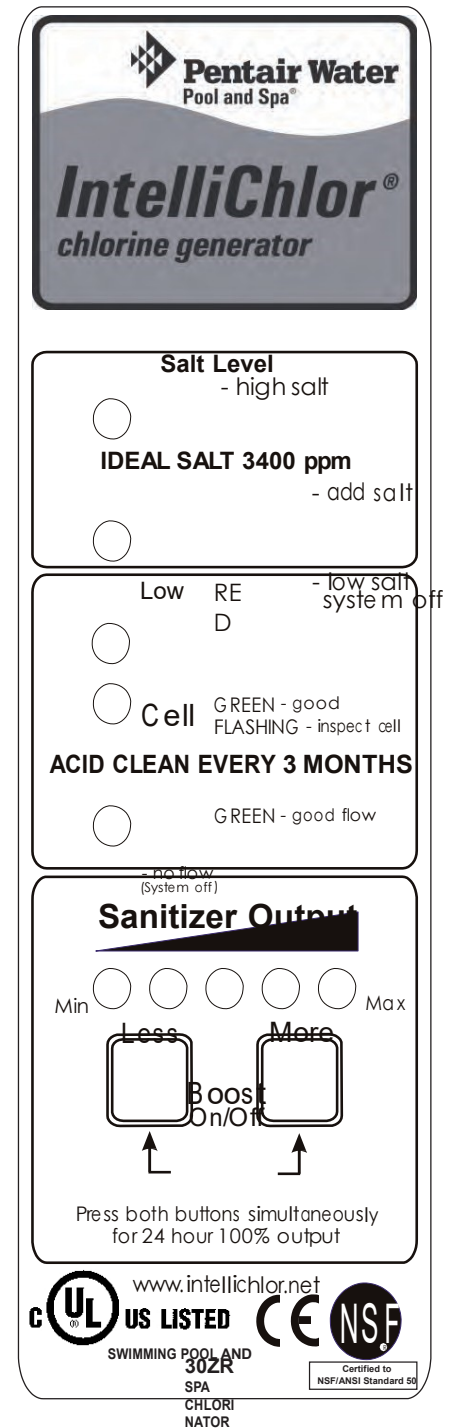 Pentair Water
Pool and Spa®
IntelliChlor®
chlorine generator
Salt Level
- high salt
IDEAL SALT 3400 ppm
- add salt
Low RED
- low salt
system off
Cell GREEN - good
FLASHING - inspect cell
ACID CLEAN EVERY 3 MONTHS
GREEN - good flow
- no flow
(System off)
Sanitizer Output
Min Max
Less More
Boost
On/Off
Press both buttons simultaneously
for 24 hour 100% output
www.intellichlor.net
C UL ® US LISTED CE NSF®
SWIMMING POOL AND
30ZR
SPA
CHLORI
NATOR
Certified to
NSF/ANSI Standard 50